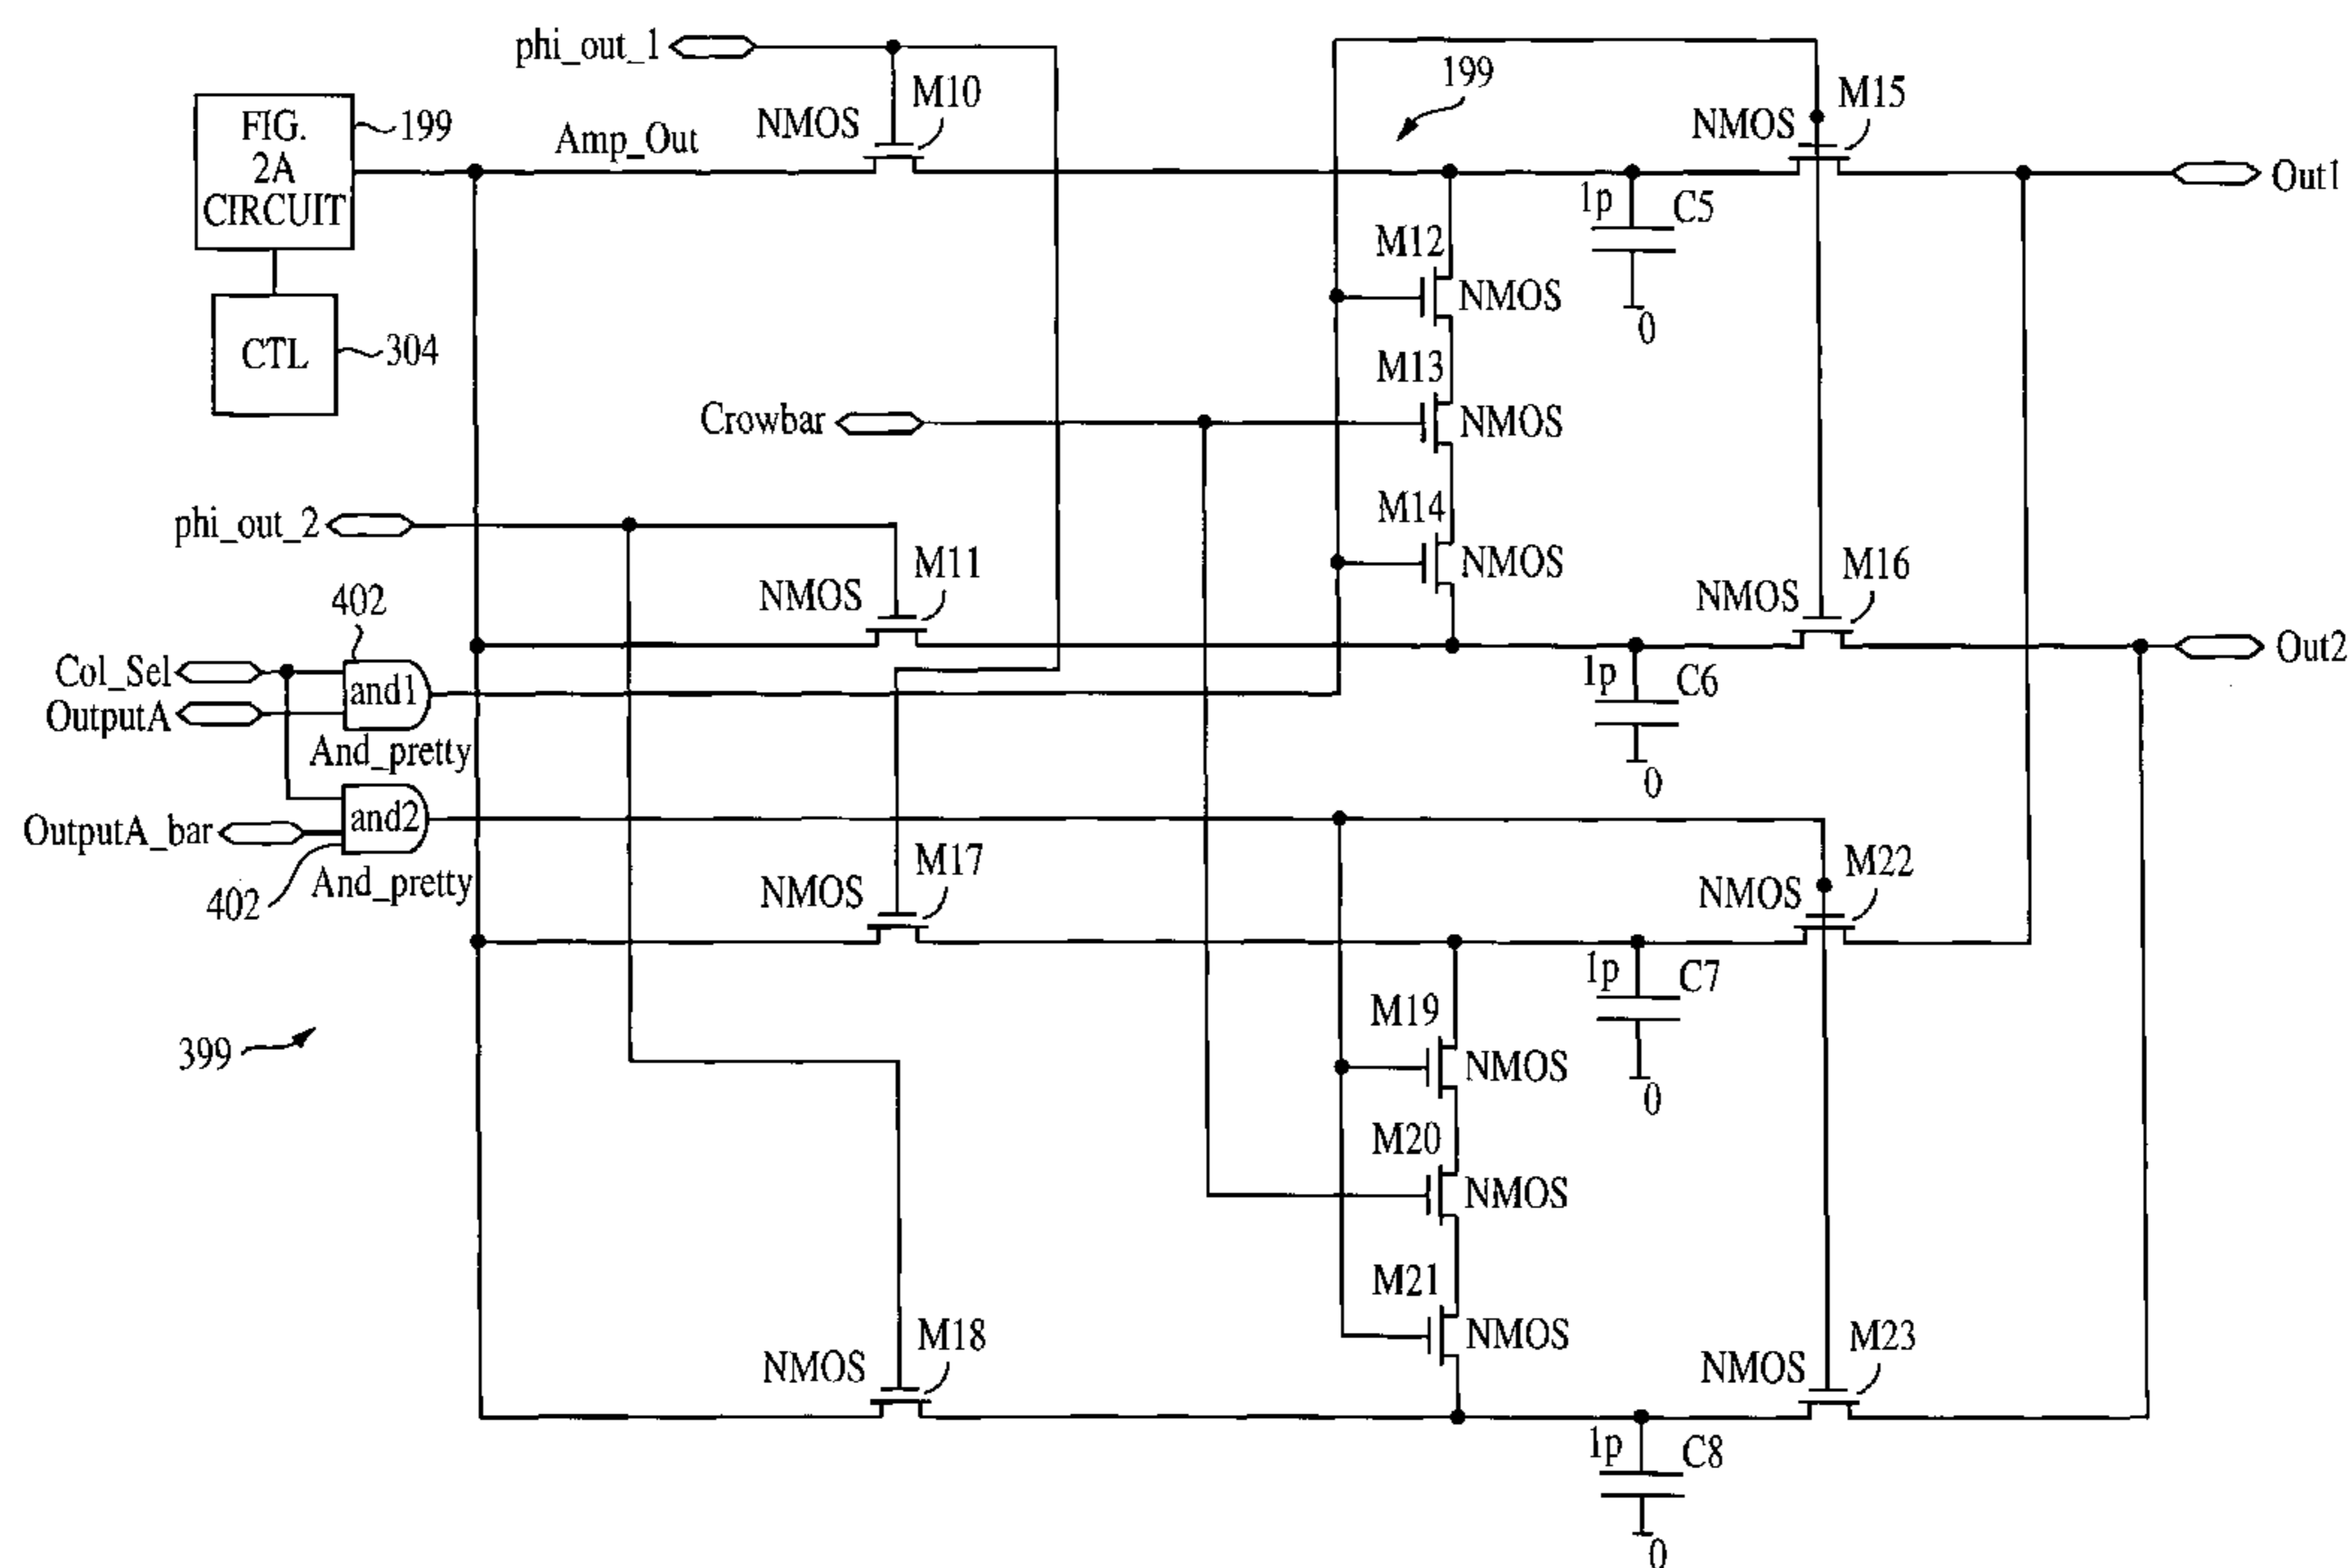 phi_out_1
FIG.
2A
CIRCUIT
199
CTL
304
Amp_Out
NMOS
M10
199
NMOS
M15
Out1
1p
C5
0
M12
NMOS
M13
NMOS
Crowbar
M14
NMOS
phi_out_2
NMOS
M11
NMOS
M16
Out2
1p
C6
0
402
Col_Sel
OutputA
and1
And_pretty
OutputA_bar
and2
402
And_pretty
NMOS
M17
NMOS
M22
1p
C7
0
M19
NMOS
M20
NMOS
M21
NMOS
399
NMOS
M18
NMOS
M23
1p
C8
0